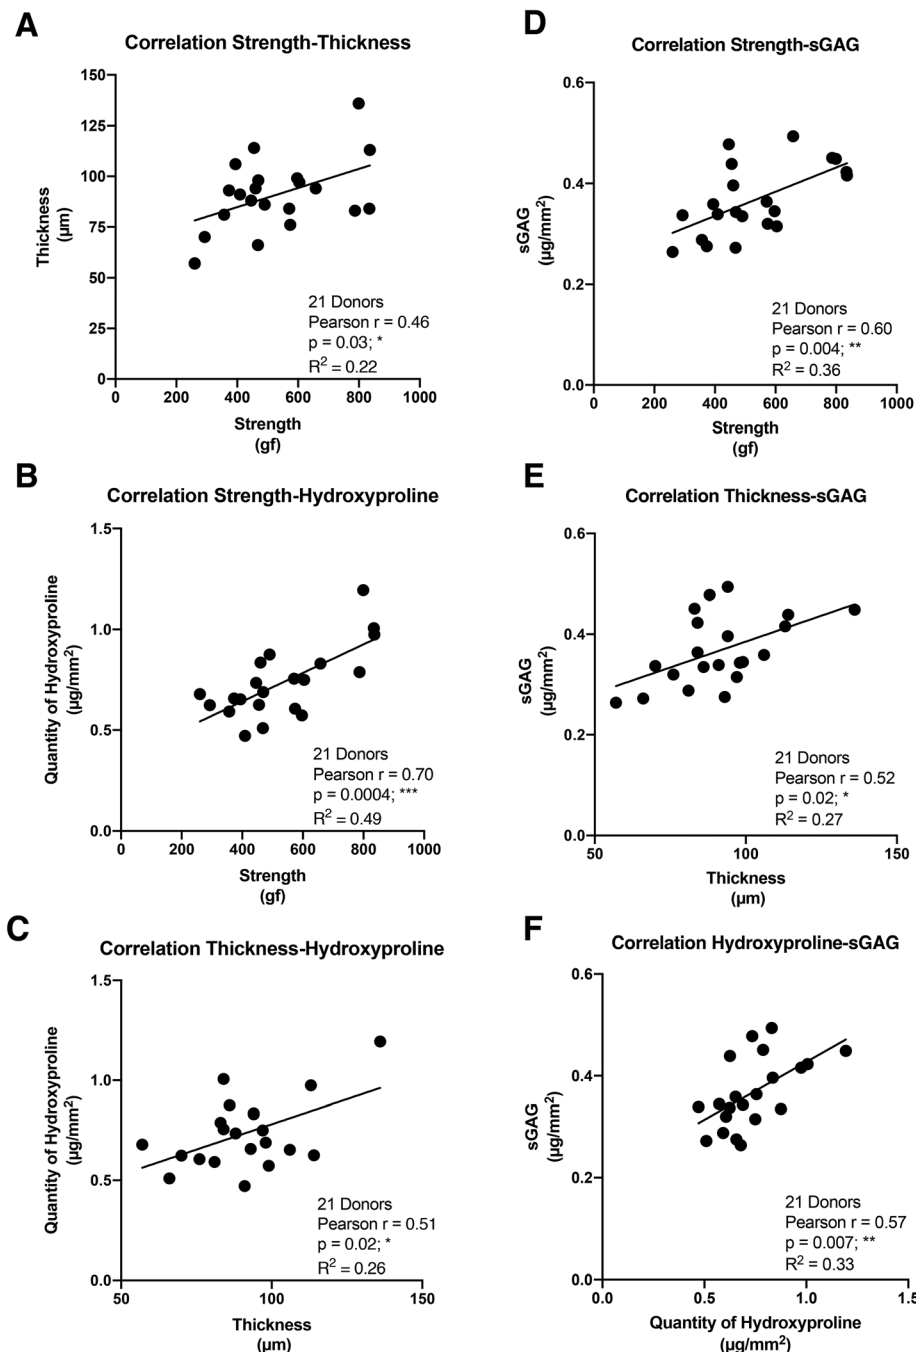 A
Correlation Strength-Thickness
Thickness
(µm)
150
125
100
75
50
25
0
0 200 400 600 800 1000
Strength
(gf)
21 Donors
Pearson r = 0.46
p = 0.03; *
R² = 0.22
B
Correlation Strength-Hydroxyproline
Quantity of Hydroxyproline
(µg/mm²)
1.5
1.0
0.5
0.0
0 200 400 600 800 1000
Strength
(gf)
21 Donors
Pearson r = 0.70
p = 0.0004; ***
R² = 0.49
C
Correlation Thickness-Hydroxyproline
Quantity of Hydroxyproline
(µg/mm²)
1.5
1.0
0.5
0.0
50 100 150
Thickness
(µm)
21 Donors
Pearson r = 0.51
p = 0.02; *
R² = 0.26
D
Correlation Strength-sGAG
sGAG
(µg/mm²)
0.6
0.4
0.2
0.0
0 200 400 600 800 1000
Strength
(gf)
21 Donors
Pearson r = 0.60
p = 0.004; **
R² = 0.36
E
Correlation Thickness-sGAG
sGAG
(µg/mm²)
0.6
0.4
0.2
0.0
50 100 150
Thickness
(µm)
21 Donors
Pearson r = 0.52
p = 0.02; *
R² = 0.27
F
Correlation Hydroxyproline-sGAG
sGAG
(µg/mm²)
0.6
0.4
0.2
0.0
0.0 0.5 1.0 1.5
Quantity of Hydroxyproline
(µg/mm²)
21 Donors
Pearson r = 0.57
p = 0.007; **
R² = 0.33